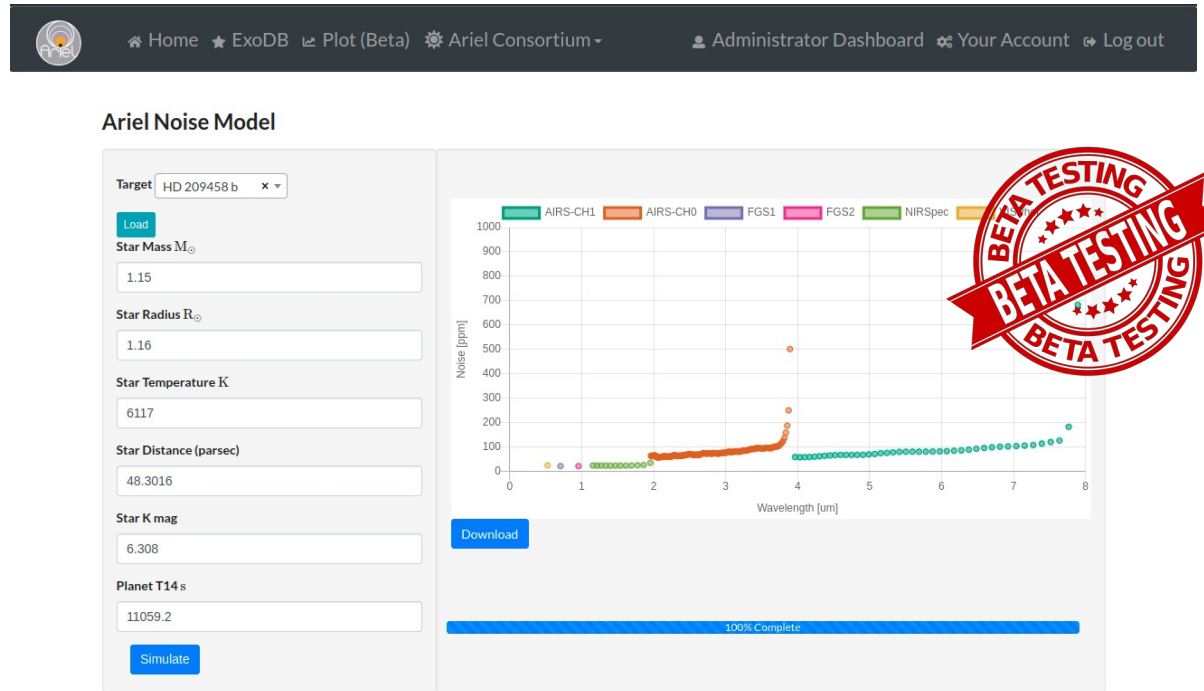 Ariel
Home ExoDB Plot (Beta) Ariel Consortium Administrator Dashboard Your Account Log out
Ariel Noise Model
Target HD 209458 b × 
Load
Star Mass M☉
1.15
Star Radius R☉
1.16
Star Temperature K
6117
Star Distance (parsec)
48.3016
Star K mag
6.308
Planet T14 s
11059.2
Simulate
AIRS-CH1 AIRS-CH0 FGS1 FGS2 NIRSpec
1000
900
800
700
600
500
400
300
200
100
0
Noise [ppm]
0 1 2 3 4 5 6 7 8
Wavelength [um]
Download
100% Complete
BETA TESTING
BETA TESTING
BETA TESTING